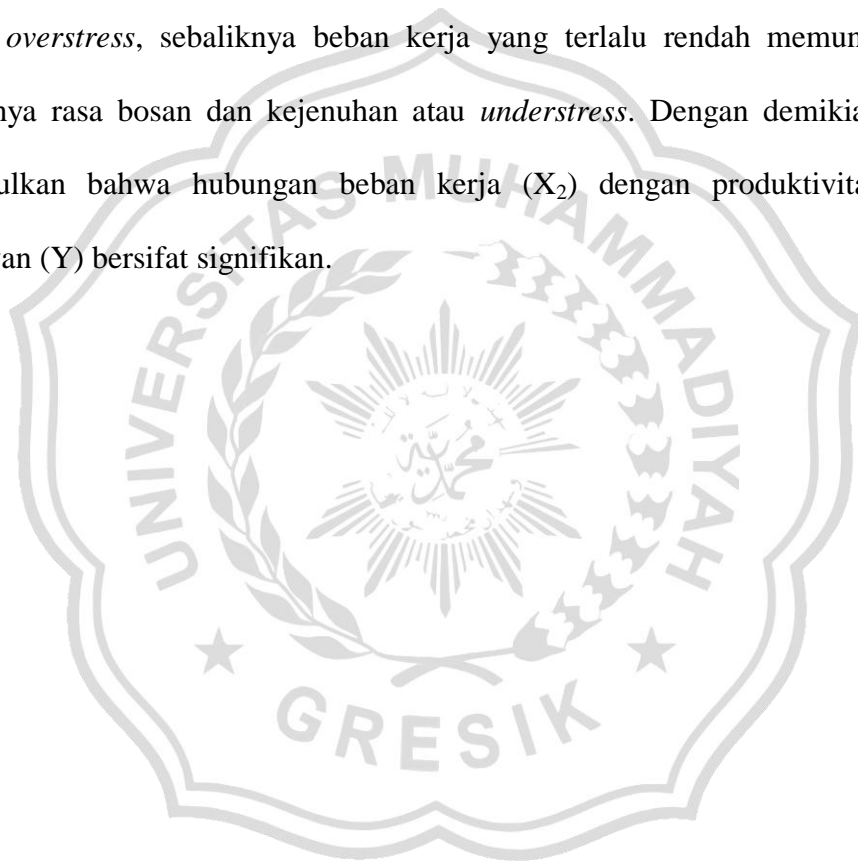 overstress, sebaliknya beban kerja yang terlalu rendah memun
nya rasa bosan dan kejenuhan atau understress. Dengan demikia
ulkan bahwa hubungan beban kerja (X₂) dengan produktivita
an (Y) bersifat signifikan.
UNIVERSITAS MUHAMMADIYAH
GRESIK
محمدية